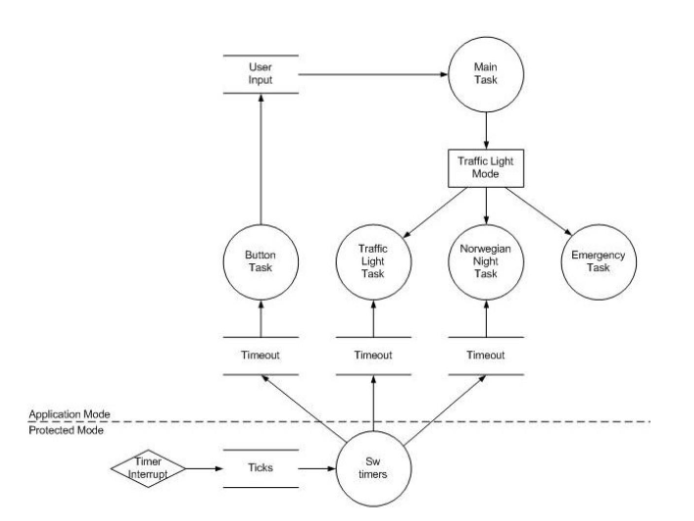 User
Input
Main
Task
Traffic Light
Mode
Button
Task
Traffic
Light
Task
Norwegian
Night
Task
Emergency
Task
Timeout
Timeout
Timeout
Application Mode
Protected Mode
Timer
Interrupt
Ticks
Sw
timers